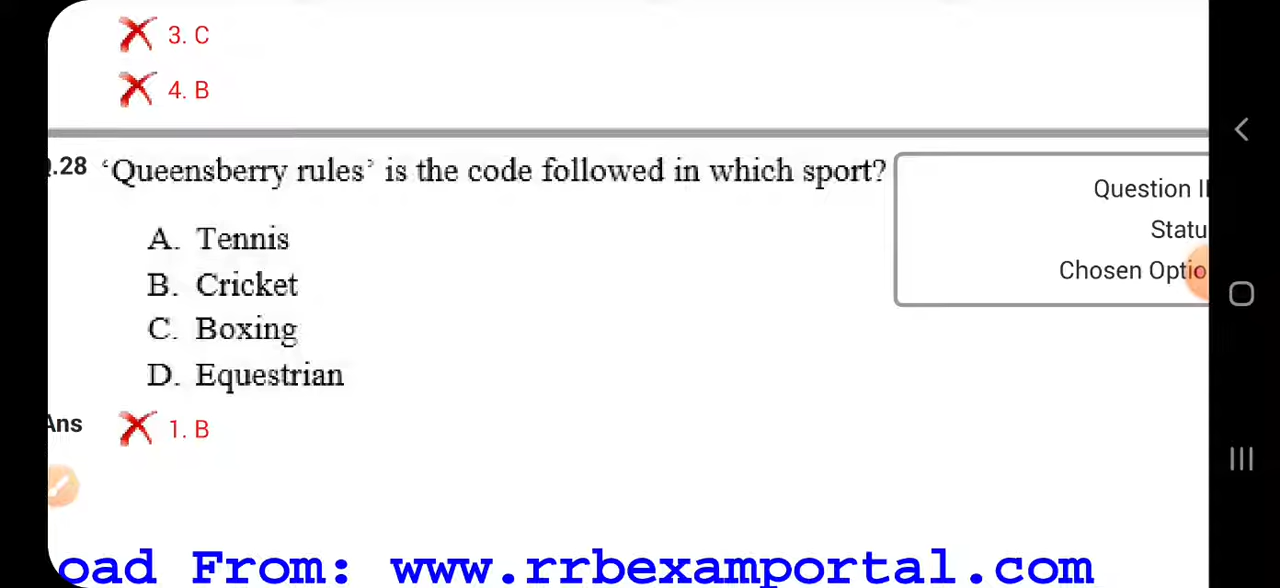 3. C
4. B
.28 ‘Queensberry rules’ is the code followed in which sport?
Question I
Statu
Chosen Optio
A. Tennis
B. Cricket
C. Boxing
D. Equestrian
Ans
1. B
oad From: www.rrbexamportal.com